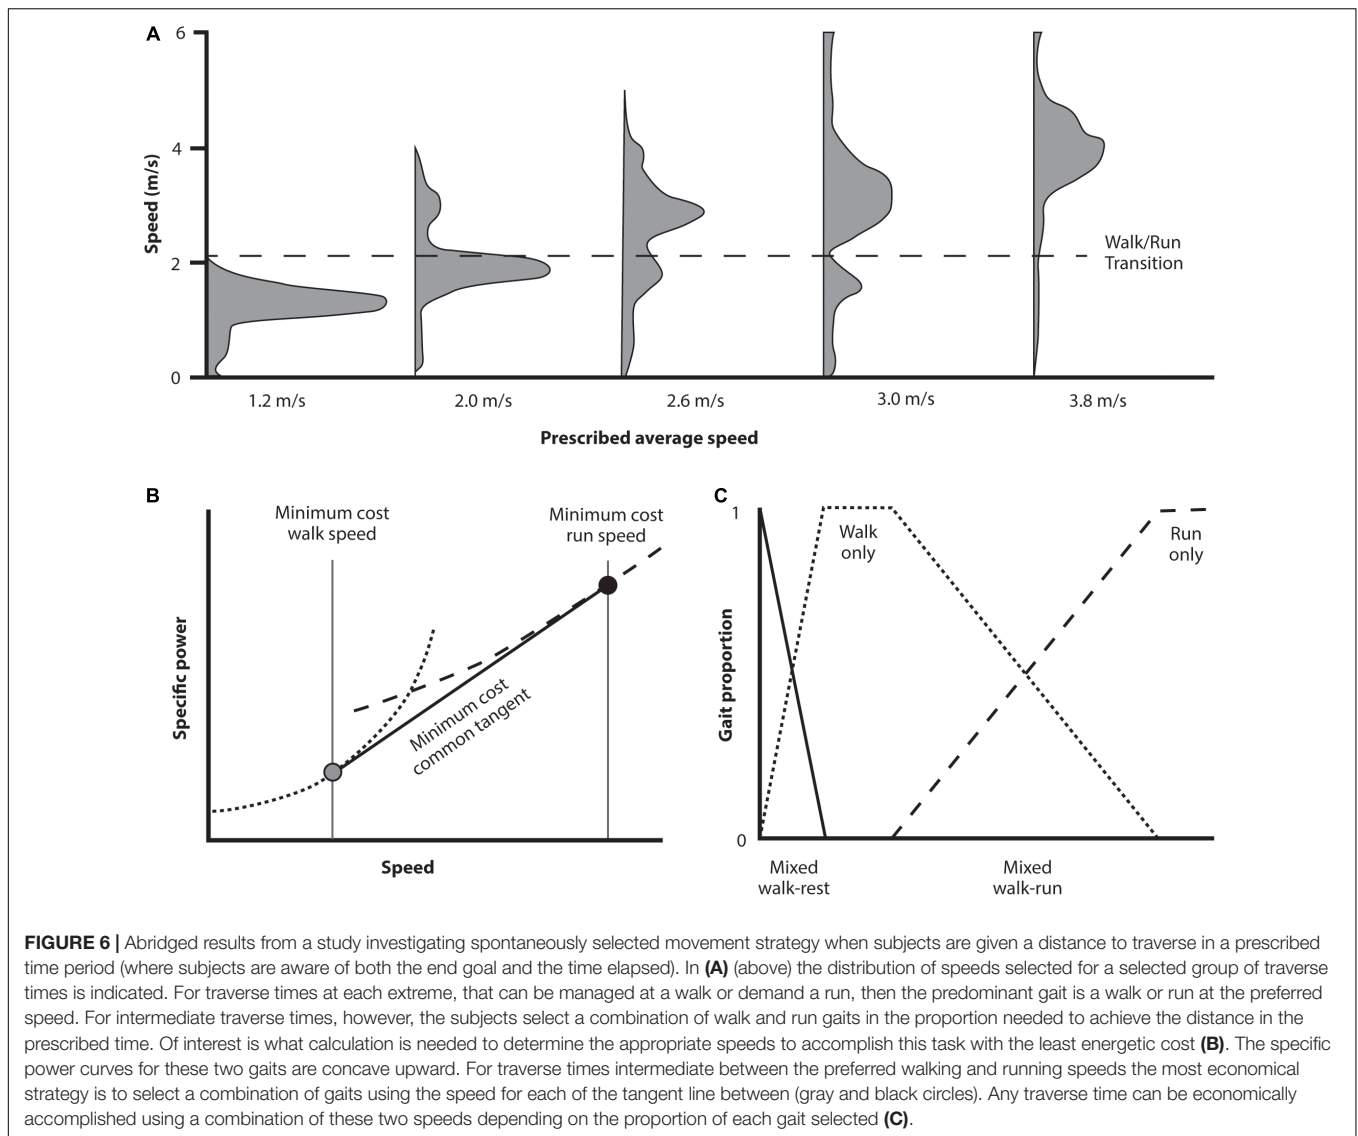 A
6
4
2
0
Speed (m/s)
Walk/Run
Transition
1.2 m/s
2.0 m/s
2.6 m/s
3.0 m/s
3.8 m/s
Prescribed average speed
B
Minimum cost
walk speed
Minimum cost
run speed
Specific power
Minimum cost
common tangent
Speed
C
1
Walk
only
Run
only
Gait proportion
0
Mixed
walk-rest
Mixed
walk-run
FIGURE 6 | Abridged results from a study investigating spontaneously selected movement strategy when subjects are given a distance to traverse in a prescribed
time period (where subjects are aware of both the end goal and the time elapsed). In (A) (above) the distribution of speeds selected for a selected group of traverse
times is indicated. For traverse times at each extreme, that can be managed at a walk or demand a run, then the predominant gait is a walk or run at the preferred
speed. For intermediate traverse times, however, the subjects select a combination of walk and run gaits in the proportion needed to achieve the distance in the
prescribed time. Of interest is what calculation is needed to determine the appropriate speeds to accomplish this task with the least energetic cost (B). The specific
power curves for these two gaits are concave upward. For traverse times intermediate between the preferred walking and running speeds the most economical
strategy is to select a combination of gaits using the speed for each of the tangent line between (gray and black circles). Any traverse time can be economically
accomplished using a combination of these two speeds depending on the proportion of each gait selected (C).